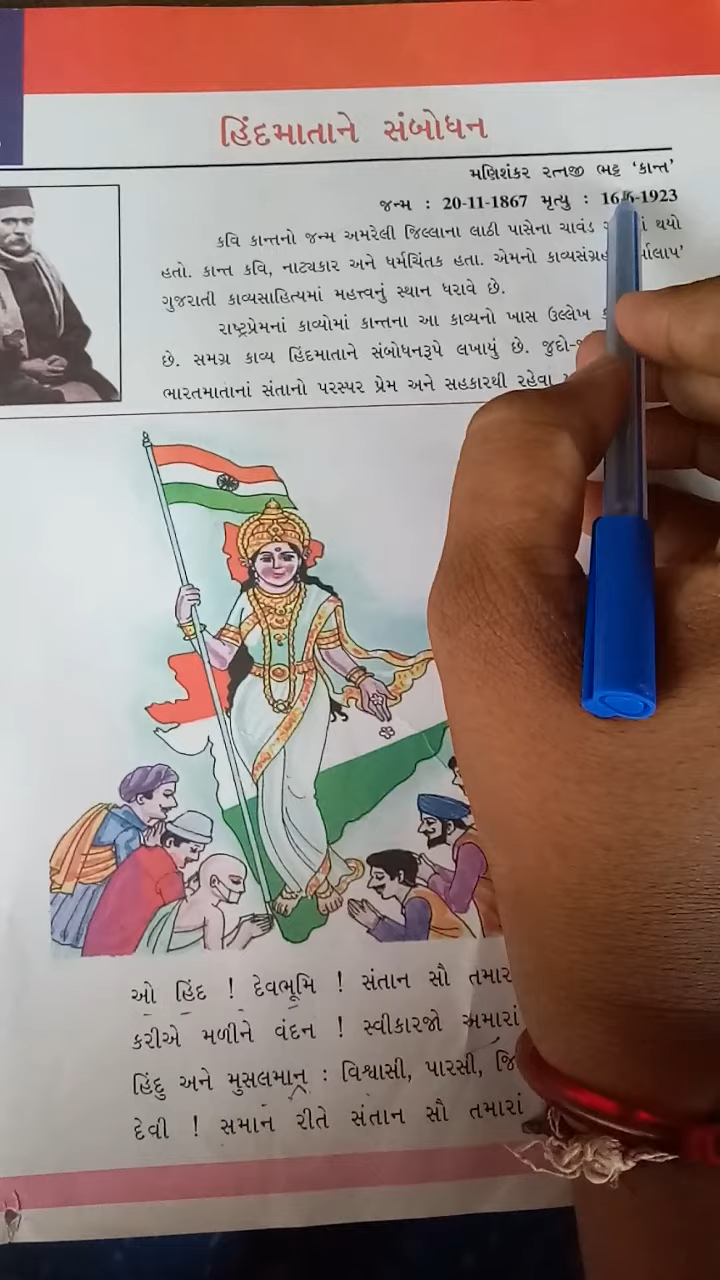 હિંદમાતાને સંબોધન
મણિશંકર રત્નજી ભટ્ટ ‘કાન્ત’
જન્મ : 20-11-1867 મૃત્યુ :
કવિ કાન્તનો જન્મ અમરેલી જિલ્લાના લાઠી પાસેના ચાવંડ થયો
હતો. કાન્ત કવિ, નાટ્યકાર અને ધર્મચિંતક હતા. એમનો કાવ્યસંગ્રહ
ગુજરાતી કાવ્યસાહિત્યમાં મહત્ત્વનું સ્થાન ધરાવે છે.
રાષ્ટ્રપ્રેમનાં કાવ્યોમાં કાન્તના આ કાવ્યનો ખાસ ઉલ્લેખ
છે. સમગ્ર કાવ્ય હિંદમાતાને સંબોધનરૂપે લખાયું છે.
ભારતમાતાનાં સંતાનો પરસ્પર પ્રેમ અને સહકારથી રહેવા
ઓ હિંદ ! દેવભૂમિ ! સંતાન સૌ
કરીએ મળીને વંદન ! સ્વીકારજો અમારાં
હિંદુ અને મુસલમાન : વિશ્વાસી, પારસી,
દેવી ! સમાન રીતે સંતાન સૌ તમારાં